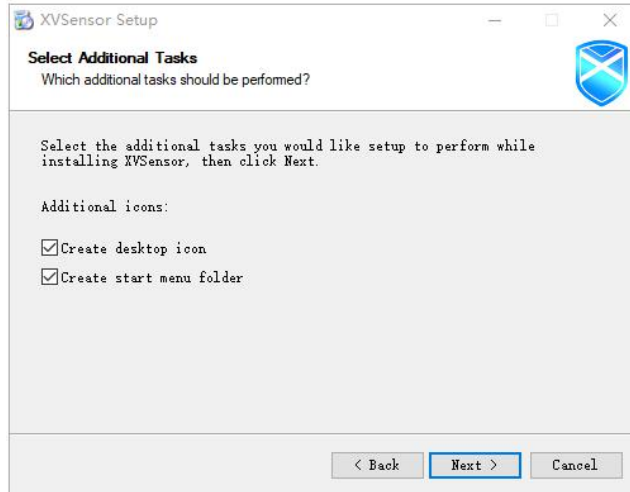 XVSensor Setup
Select Additional Tasks
Which additional tasks should be performed?
Select the additional tasks you would like setup to perform while
installing XVSensor, then click Next.
Additional icons:
Create desktop icon
Create start menu folder
< Back
Next >
Cancel